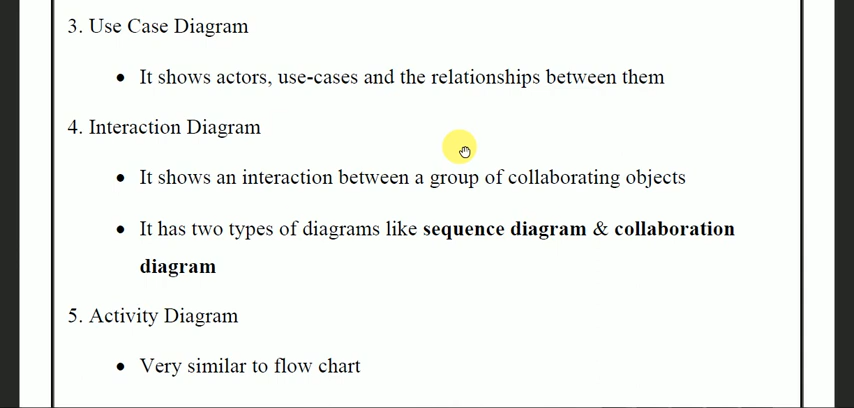 3. Use Case Diagram
• It shows actors, use-cases and the relationships between them
4. Interaction Diagram
• It shows an interaction between a group of collaborating objects
• It has two types of diagrams like sequence diagram & collaboration
diagram
5. Activity Diagram
• Very similar to flow chart